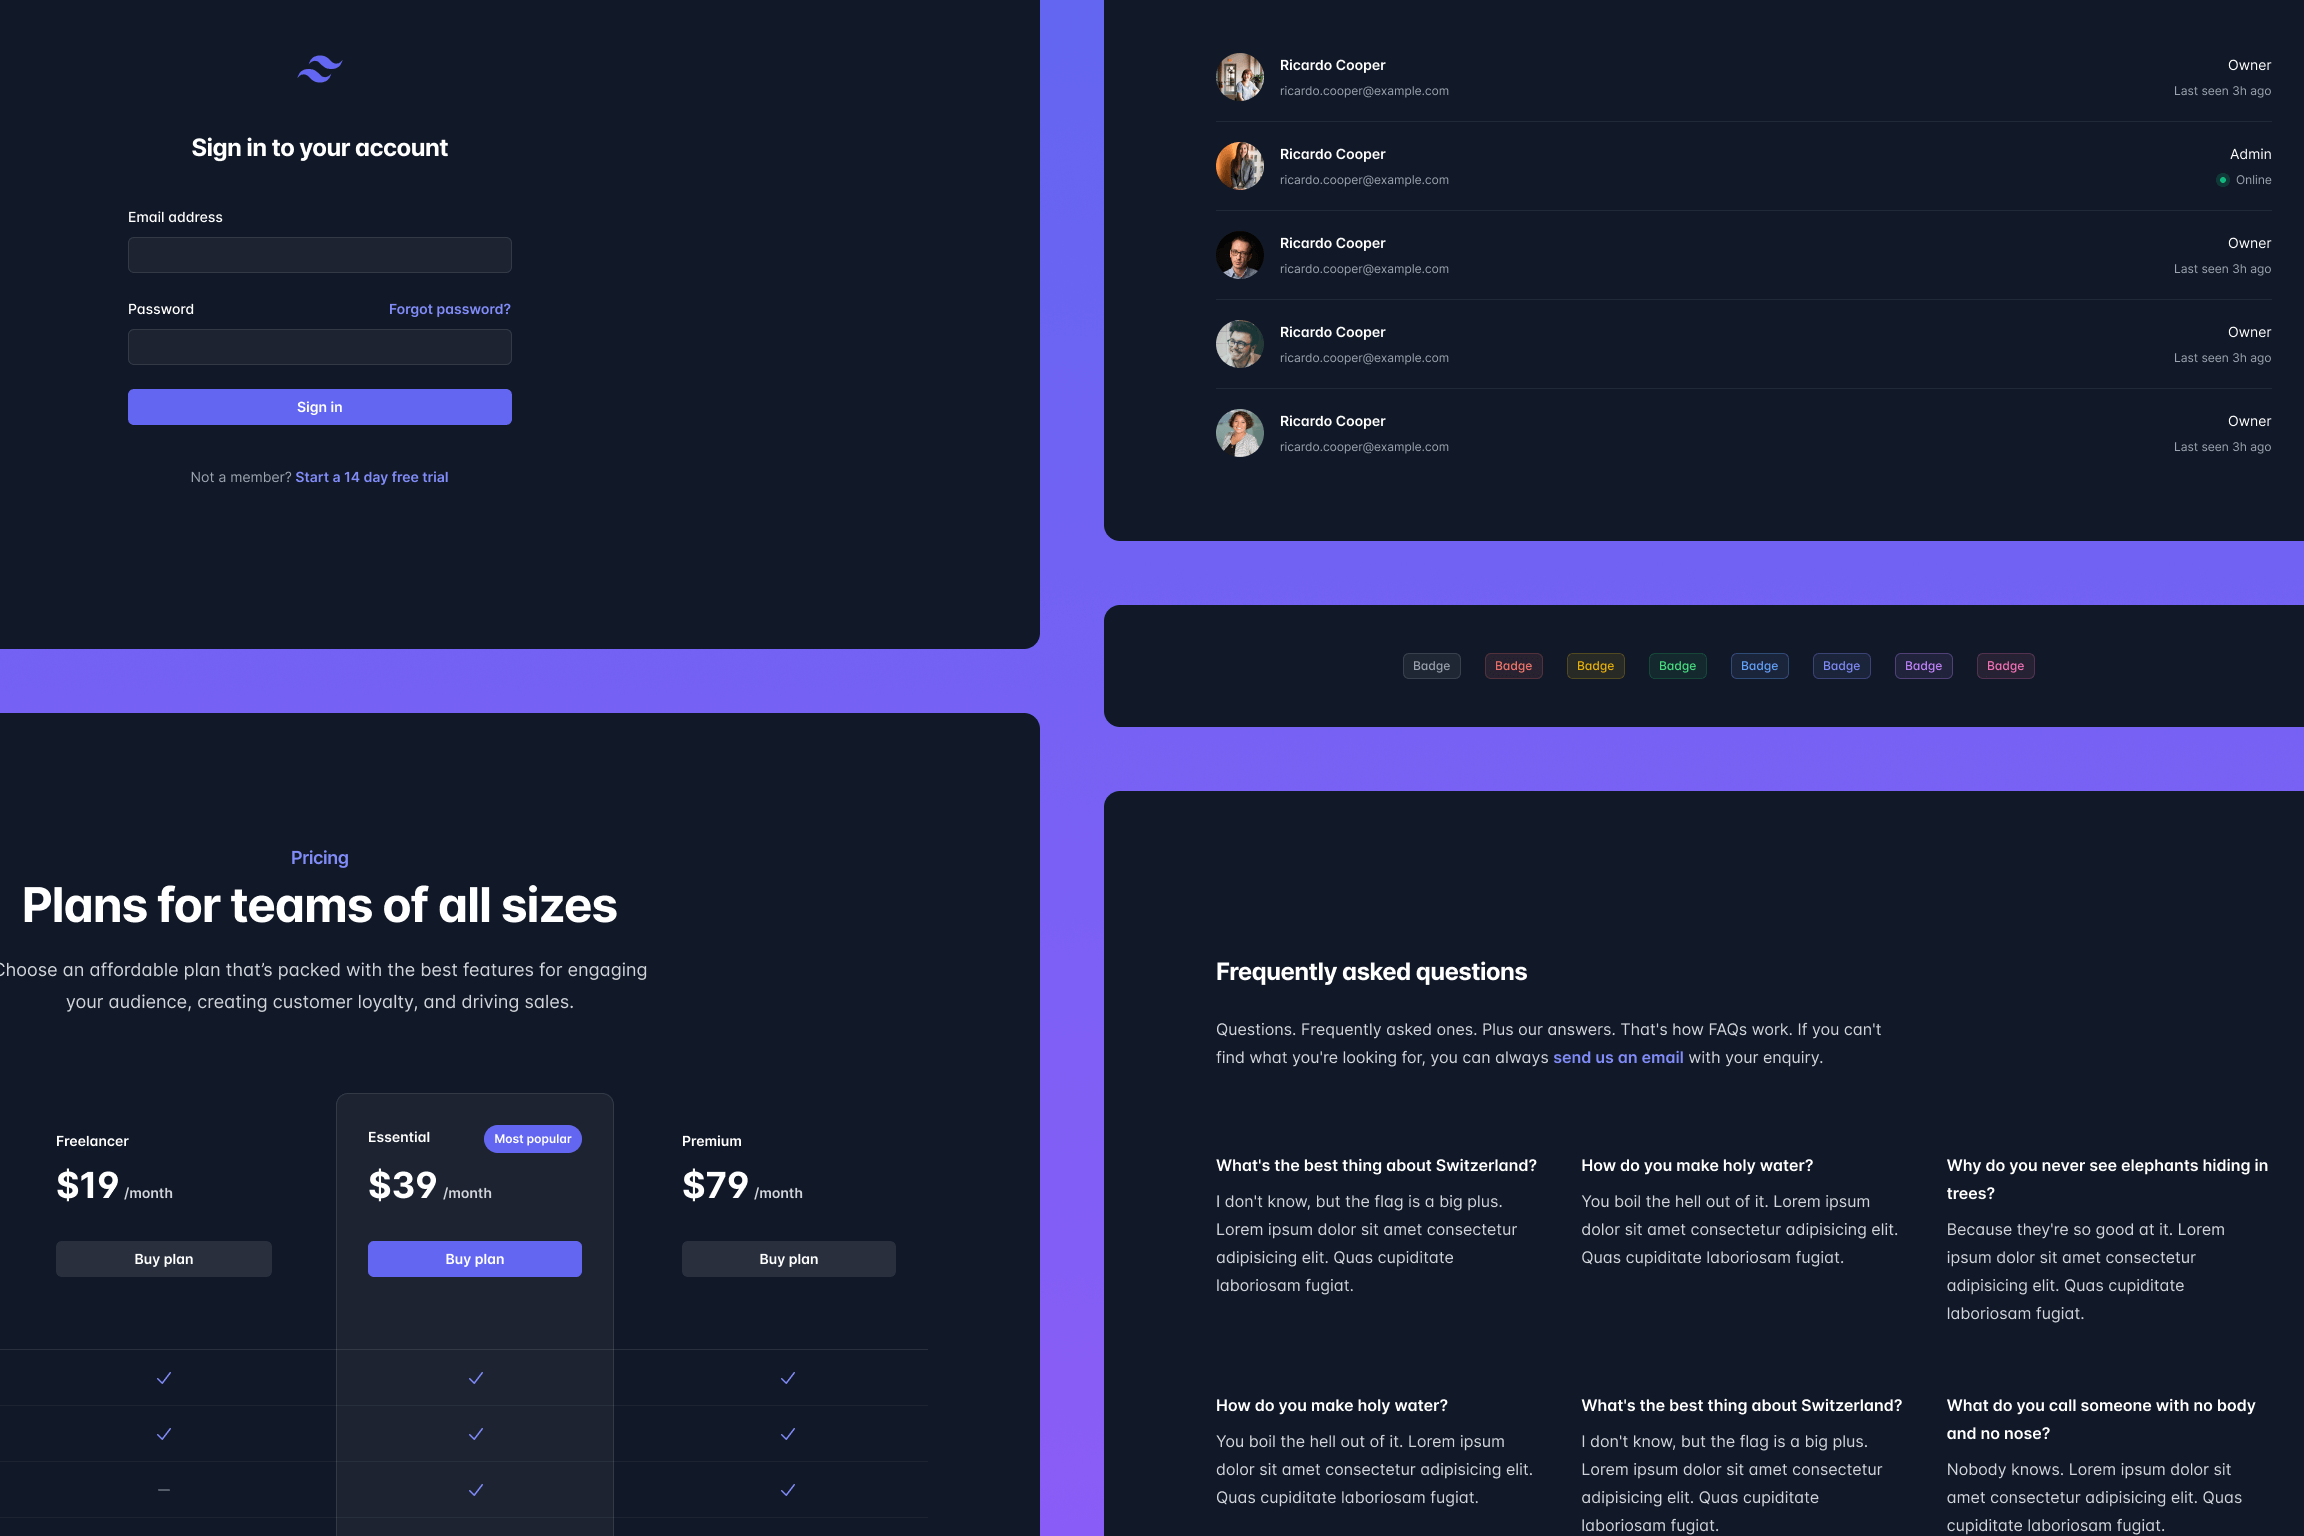 Sign in to your account
Email address
Password
Forgot password?
Sign in
Not a member? Start a 14 day free trial
Ricardo Cooper
ricardo.cooper@example.com
Owner
Last seen 3h ago
Ricardo Cooper
ricardo.cooper@example.com
Admin
Online
Ricardo Cooper
ricardo.cooper@example.com
Owner
Last seen 3h ago
Ricardo Cooper
ricardo.cooper@example.com
Owner
Last seen 3h ago
Ricardo Cooper
ricardo.cooper@example.com
Owner
Last seen 3h ago
Badge Badge Badge Badge Badge Badge Badge Badge
Pricing
Plans for teams of all sizes
Choose an affordable plan that’s packed with the best features for engaging
your audience, creating customer loyalty, and driving sales.
Freelancer
$19 /month
Buy plan
Essential
Most popular
$39 /month
Buy plan
Premium
$79 /month
Buy plan
Frequently asked questions
Questions. Frequently asked ones. Plus our answers. That's how FAQs work. If you can't
find what you're looking for, you can always send us an email with your enquiry.
What's the best thing about Switzerland?
I don't know, but the flag is a big plus.
Lorem ipsum dolor sit amet consectetur
adipisicing elit. Quas cupiditate
laboriosam fugiat.
How do you make holy water?
You boil the hell out of it. Lorem ipsum
dolor sit amet consectetur adipisicing elit.
Quas cupiditate laboriosam fugiat.
Why do you never see elephants hiding in
trees?
Because they're so good at it. Lorem
ipsum dolor sit amet consectetur
adipisicing elit. Quas cupiditate
laboriosam fugiat.
How do you make holy water?
You boil the hell out of it. Lorem ipsum
dolor sit amet consectetur adipisicing elit.
Quas cupiditate laboriosam fugiat.
What's the best thing about Switzerland?
I don't know, but the flag is a big plus.
Lorem ipsum dolor sit amet consectetur
adipisicing elit. Quas cupiditate
laboriosam fugiat.
What do you call someone with no body
and no nose?
Nobody knows. Lorem ipsum dolor sit
amet consectetur adipisicing elit. Quas
cupiditate laboriosam fugiat.